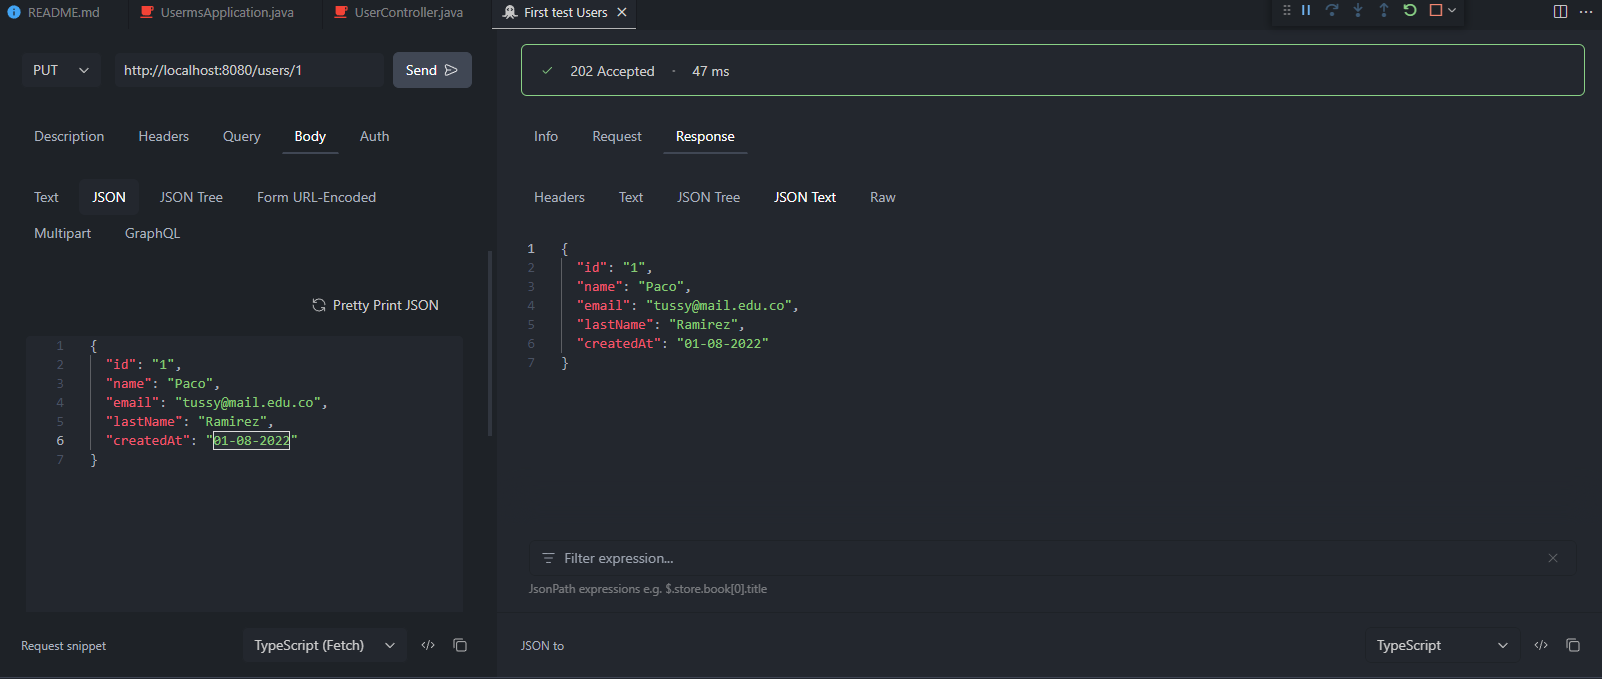 README.md UsermsApplication.java UserController.java First test Users
PUT http://localhost:8080/users/1 Send
Description Headers Query Body Auth
Text JSON JSON Tree Form URL-Encoded
Multipart GraphQL
Pretty Print JSON
1 {
2 "id": "1",
3 "name": "Paco",
4 "email": "tussy@mail.edu.co",
5 "lastName": "Ramirez",
6 "createdAt": "01-08-2022"
7 }
Request snippet TypeScript (Fetch)
202 Accepted · 47 ms
Info Request Response
Headers Text JSON Tree JSON Text Raw
1 {
2 "id": "1",
3 "name": "Paco",
4 "email": "tussy@mail.edu.co",
5 "lastName": "Ramirez",
6 "createdAt": "01-08-2022"
7 }
Filter expression...
JsonPath expressions e.g. $.store.book[0].title
JSON to TypeScript